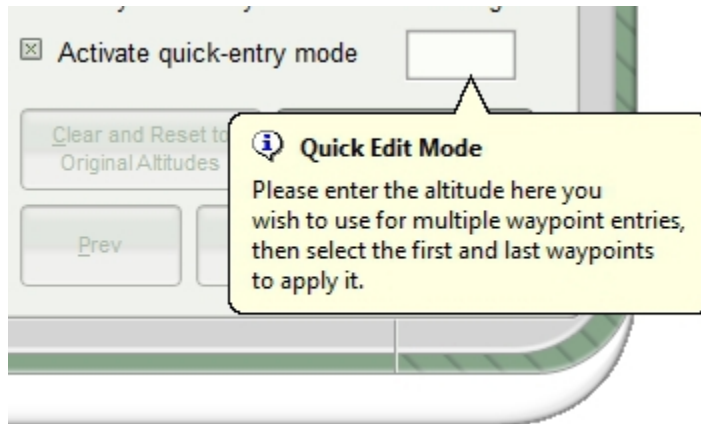 Activate quick-entry mode
Clear and Reset to
Original Altitudes
Quick Edit Mode
Please enter the altitude here you
wish to use for multiple waypoint entries,
then select the first and last waypoints
to apply it.
Prev